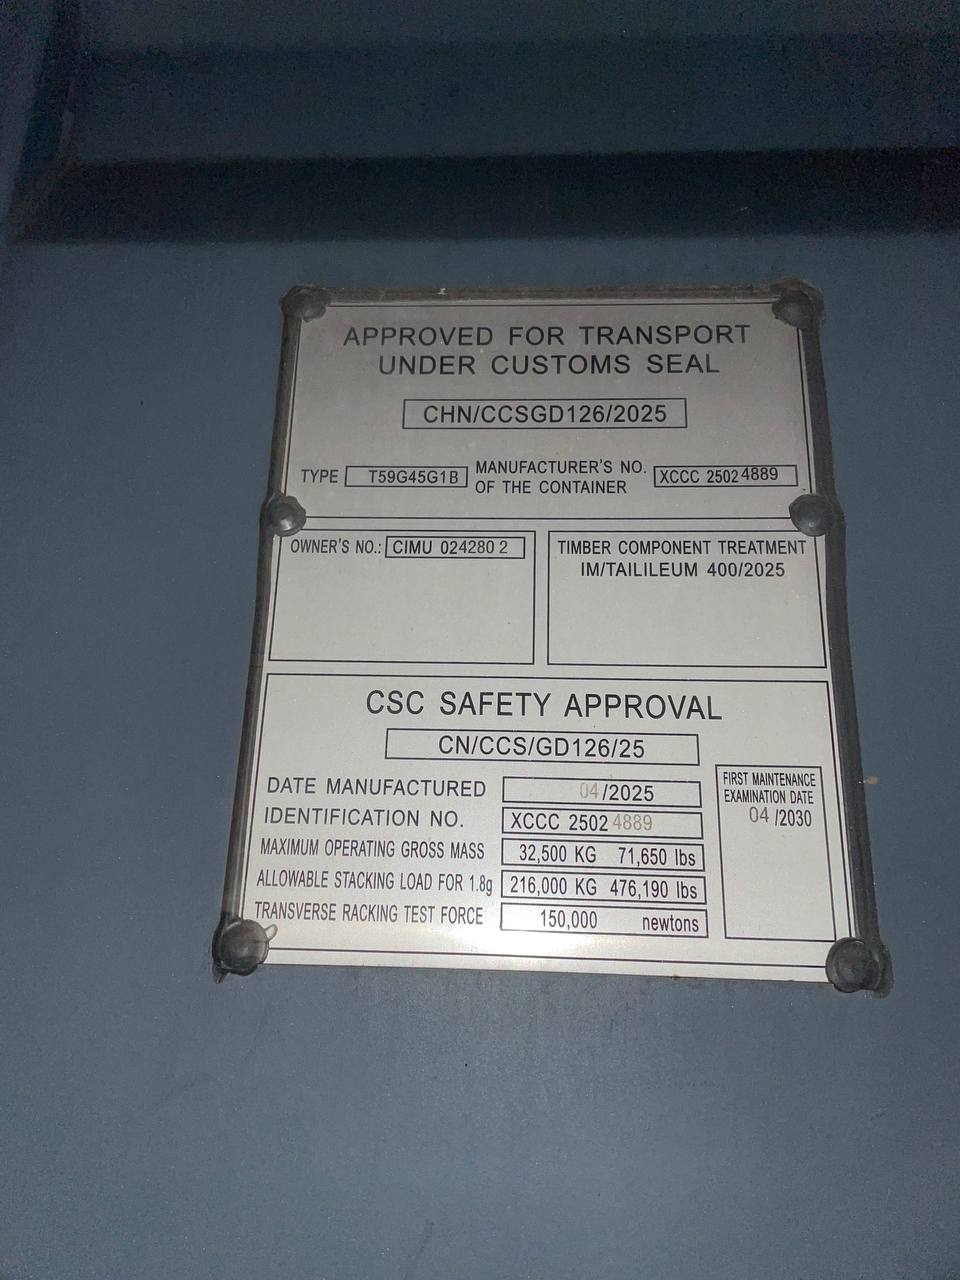 APPROVED FOR TRANSPORT
UNDER CUSTOMS SEAL
CHN/CCSGD126/2025
TYPE T59G45G1B MANUFACTURER'S NO. OF THE CONTAINER XCCC 25024889
OWNER'S NO.: CIMU 024280 2
TIMBER COMPONENT TREATMENT
IM/TAILILEUM 400/2025
CSC SAFETY APPROVAL
CN/CCS/GD126/25
DATE MANUFACTURED 04/2025
IDENTIFICATION NO. XCCC 25024889
MAXIMUM OPERATING GROSS MASS 32,500 KG 71,650 lbs
ALLOWABLE STACKING LOAD FOR 1.8g 216,000 KG 476,190 lbs
TRANSVERSE RACKING TEST FORCE 150,000 newtons
FIRST MAINTENANCE
EXAMINATION DATE
04 /2030